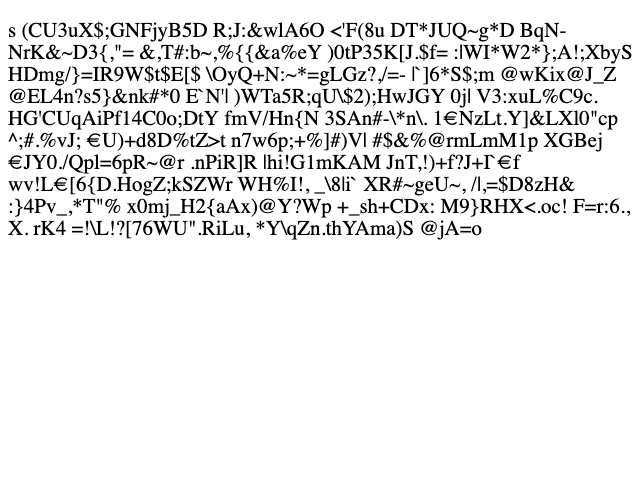 s (CU3uX$;GNFjyB5D R;J:&wlA6O <'F(8u DT*JUQ~g*D BqN-
NrK&~D3{,"= &,T#:b~,%{{&a%eY )0tP35K[J.$f= :|WI*W2*};A!;XbyS
HDmg/}=IR9W$t$E[$ \OyQ+N:~*=gLGz?,/=- |`]6*S$;m @wKix@J_Z
@EL4n?s5}&nk#*0 E`N'| )WTa5R;qU\$2);HwJGY 0j| V3:xuL%C9c.
HG'CUqAiPf14C0o;DtY fmV/Hn{N 3SAn#-\*n\. 1€NzLt.Y]&LXl0"cp
^;#.%vJ; €U)+d8D%tZ>t n7w6p;+%]#)V| #$&%@rmLmM1p XGBej
€JY0./Qpl=6pR~@r .nPiR]R |hi!G1mKAM JnT,!)+f?J+I`€f
wv!L€[6{D.HogZ;kSZWr WH%I!, _\8|i` XR#~geU~, /|,=$D8zH&
:}4Pv_,*T"% x0mj_H2{aAx)@Y?Wp +_sh+CDx: M9}RHX<.oc! F=r:6.,
X. rK4 =!\L!?[76WU".RiLu, *Y\qZn.thYAma)S @jA=o